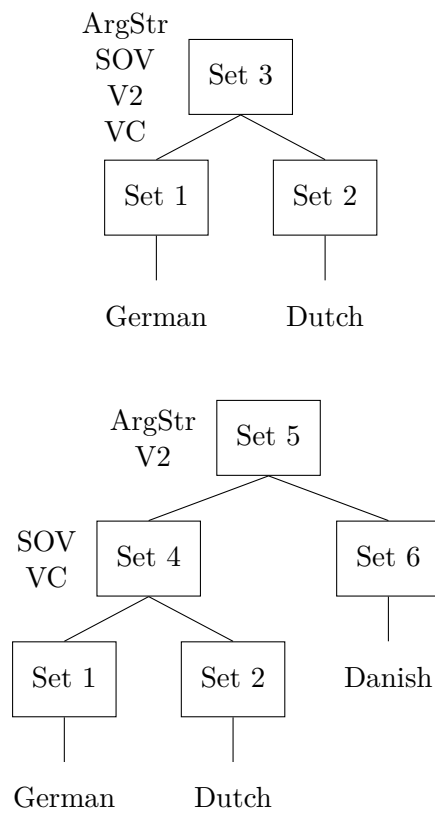 ArgStr
SOV
V2
VC
Set 3
Set 1
Set 2
German
Dutch
ArgStr
V2
Set 5
SOV
VC
Set 4
Set 6
Set 1
Set 2
Danish
German
Dutch